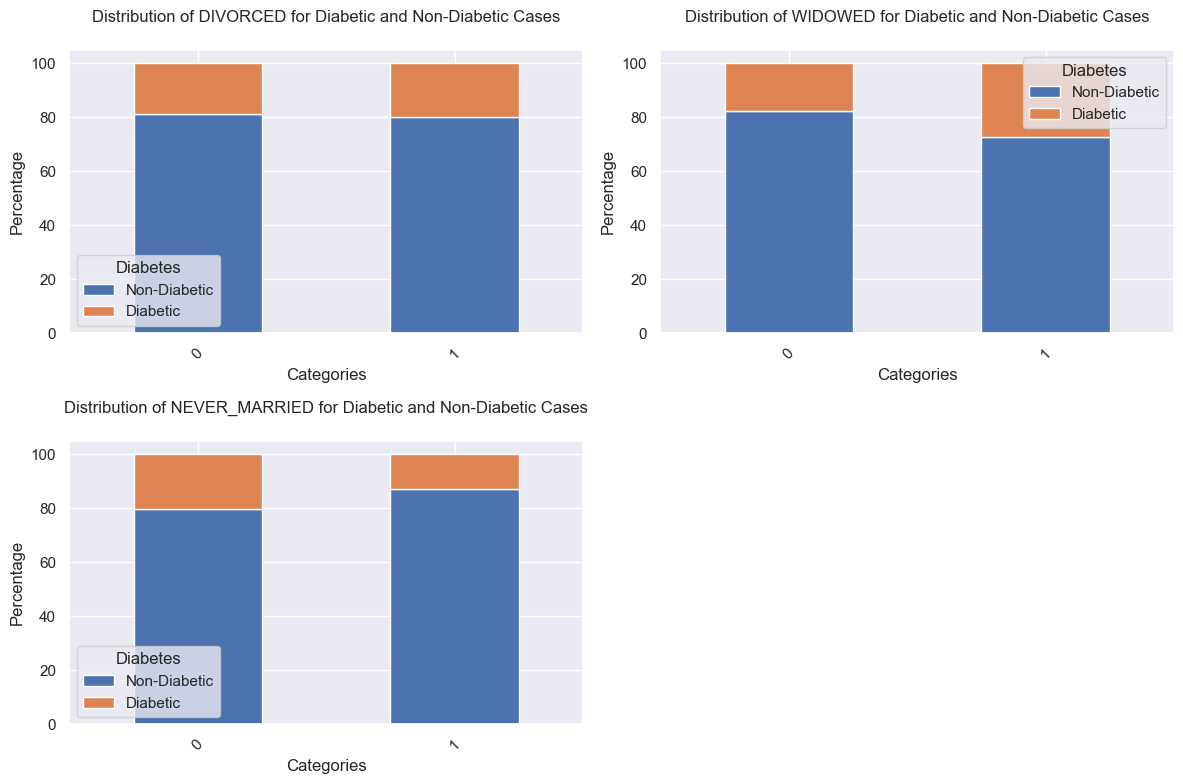 Distribution of DIVORCED for Diabetic and Non-Diabetic Cases
100
80
60
40
20
0
Percentage
Diabetes
Non-Diabetic
Diabetic
0
1
Categories
Distribution of WIDOWED for Diabetic and Non-Diabetic Cases
100
80
60
40
20
0
Percentage
Diabetes
Non-Diabetic
Diabetic
0
1
Categories
Distribution of NEVER_MARRIED for Diabetic and Non-Diabetic Cases
100
80
60
40
20
0
Percentage
Diabetes
Non-Diabetic
Diabetic
0
1
Categories